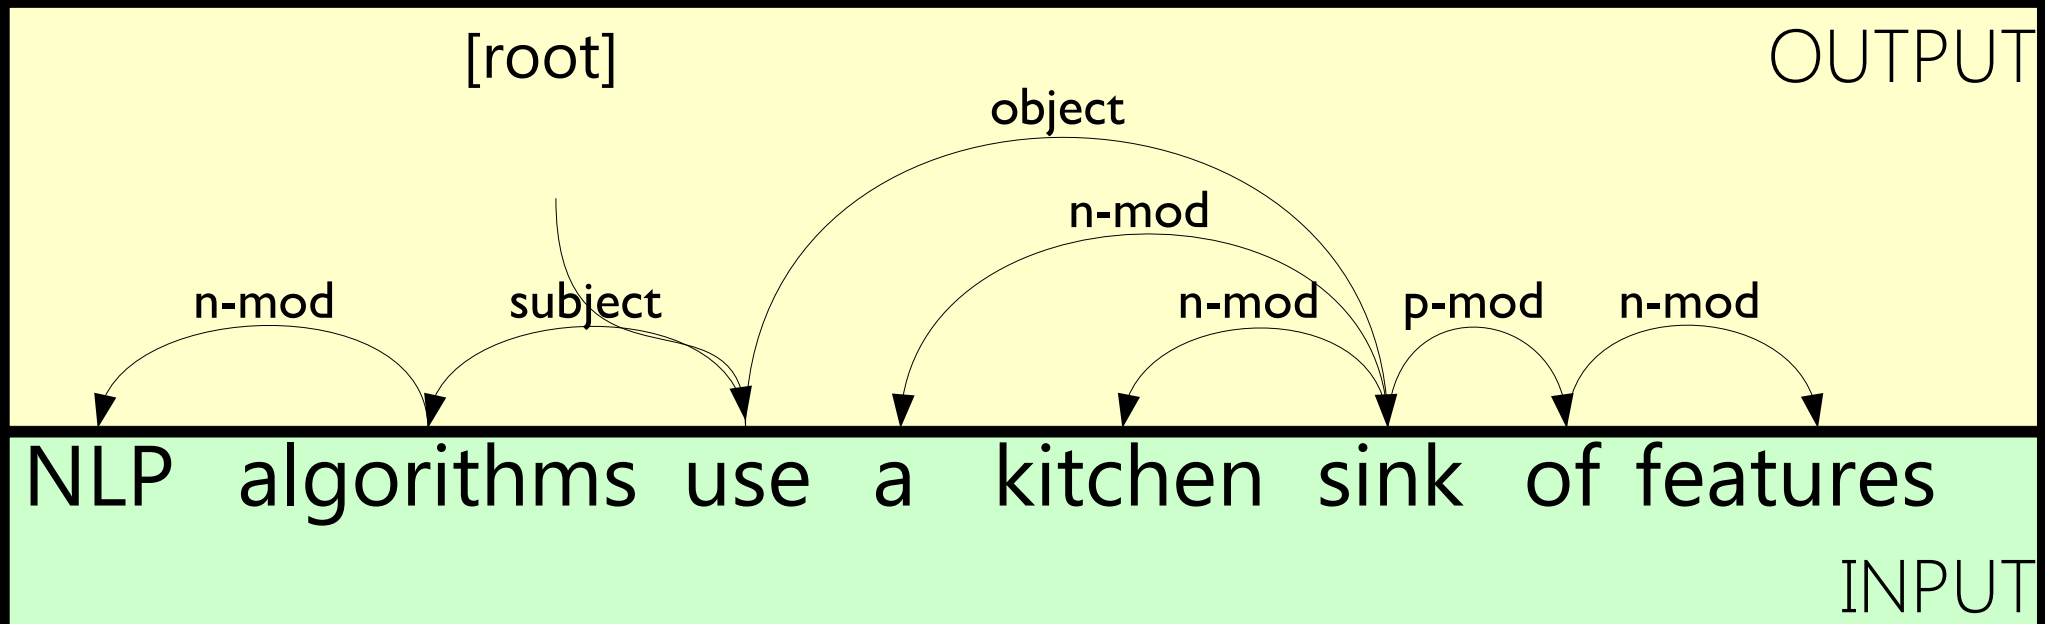 [root] OUTPUT
object
n-mod
n-mod subject n-mod p-mod n-mod
NLP algorithms use a kitchen sink of features
INPUT